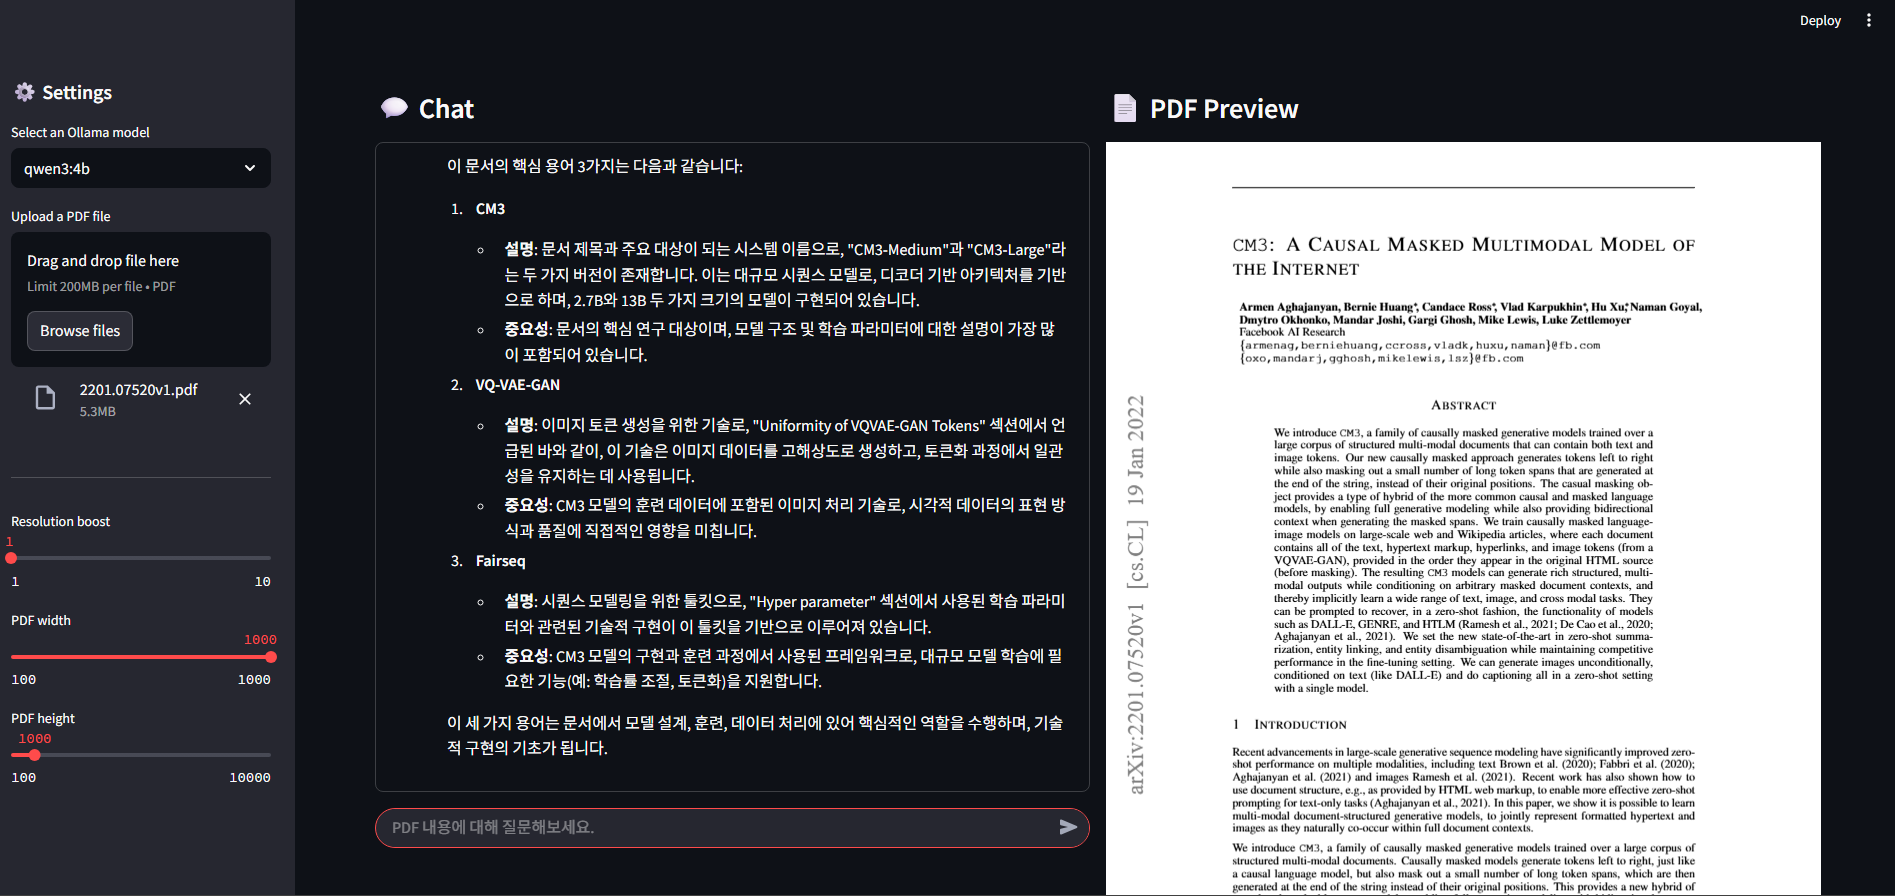 Deploy
Settings
Select an Ollama model
qwen3:4b
Upload a PDF file
Drag and drop file here
Limit 200MB per file • PDF
Browse files
2201.07520v1.pdf
5.3MB
Resolution boost
1
1 10
PDF width
1000
100 1000
PDF height
1000
100 10000
Chat
이 문서의 핵심 용어 3가지는 다음과 같습니다:
1. CM3
◦ 설명: 문서 제목과 주요 대상이 되는 시스템 이름으로, "CM3-Medium"과 "CM3-Large"라
는 두 가지 버전이 존재합니다. 이는 대규모 시퀀스 모델로, 디코더 기반 아키텍처를 기반
으로 하며, 2.7B와 13B 두 가지 크기의 모델이 구현되어 있습니다.
◦ 중요성: 문서의 핵심 연구 대상이며, 모델 구조 및 학습 파라미터에 대한 설명이 가장 많
이 포함되어 있습니다.
2. VQ-VAE-GAN
◦ 설명: 이미지 토큰 생성을 위한 기술로, "Uniformity of VQVAE-GAN Tokens" 섹션에서 언
급된 바와 같이, 이 기술은 이미지 데이터를 고해상도로 생성하고, 토큰화 과정에서 일관
성을 유지하는 데 사용됩니다.
◦ 중요성: CM3 모델의 훈련 데이터에 포함된 이미지 처리 기술로, 시각적 데이터의 표현 방
식과 품질에 직접적인 영향을 미칩니다.
3. Fairseq
◦ 설명: 시퀀스 모델링을 위한 툴킷으로, "Hyper parameter" 섹션에서 사용된 학습 파라미
터와 관련된 기술적 구현이 이 툴킷을 기반으로 이루어져 있습니다.
◦ 중요성: CM3 모델의 구현과 훈련 과정에서 사용된 프레임워크로, 대규모 모델 학습에 필
요한 기능(예: 학습률 조절, 토큰화)을 지원합니다.
이 세 가지 용어는 문서에서 모델 설계, 훈련, 데이터 처리에 있어 핵심적인 역할을 수행하며, 기술
적 구현의 기초가 됩니다.
PDF 내용에 대해 질문해보세요.
PDF Preview
CM3: A CAUSAL MASKED MULTIMODAL MODEL OF
THE INTERNET
Armen Aghajanyan, Bernie Huang*, Candace Ross*, Vlad Karpukhin*, Hu Xu*, Naman Goyal,
Dmytro Okhonko, Mandar Joshi, Gargi Ghosh, Mike Lewis, Luke Zettlemoyer
Facebook AI Research
{armenag,berniehuang,ccross,vladk,huxu,naman}@fb.com
{oxo,mandarj,gghosh,mikelewis,lsz}@fb.com
arXiv:2201.07520v1 [cs.CL] 19 Jan 2022
ABSTRACT
We introduce CM3, a family of causally masked generative models trained over a
large corpus of structured multi-modal documents that can contain both text and
image tokens. Our new causally masked approach generates tokens left to right
while also masking out a small number of long token spans that are generated at
the end of the string, instead of their original positions. The casual masking ob-
ject provides a type of hybrid of the more common causal and masked language
models, by enabling full generative modeling while also providing bidirectional
context when generating the masked spans. We train causally masked language-
image models on large-scale web and Wikipedia articles, where each document
contains all of the text, hypertext markup, hyperlinks, and image tokens (from a
VQVAE-GAN), provided in the order they appear in the original HTML source
(before masking). The resulting CM3 models can generate rich structured, multi-
modal outputs while conditioning on arbitrary masked document contexts, and
thereby implicitly learn a wide range of text, image, and cross modal tasks. They
can be prompted to recover, in a zero-shot fashion, the functionality of models
such as DALL-E, GENRE, and HTLM (Ramesh et al., 2021; De Cao et al., 2020;
Aghajanyan et al., 2021). We set the new state-of-the-art in zero-shot summa-
rization, entity linking, and entity disambiguation while maintaining competitive
performance in the fine-tuning setting. We can generate images unconditionally,
conditioned on text (like DALL-E) and do captioning all in a zero-shot setting
with a single model.
1 INTRODUCTION
Recent advancements in large-scale generative sequence modeling have significantly improved zero-
shot performance on multiple modalities, including text Brown et al. (2020); Fabbri et al. (2020);
Aghajanyan et al. (2021) and images Ramesh et al. (2021). Recent work has also shown how to
use document structure, e.g., as provided by HTML web markup, to enable more effective zero-shot
prompting for text-only tasks (Aghajanyan et al., 2021). In this paper, we show it is possible to learn
multi-modal document-structured generative models, to jointly represent formatted hypertext and
images as they naturally co-occur within full document contexts.
We introduce CM3, a family of causally masked generative models trained over a large corpus of
structured multi-modal documents. Causally masked models generate tokens left to right, just like
a causal language model, but also mask out a small number of long token spans, which are then
generated at the end of the string instead of their original positions. This provides a new hybrid of